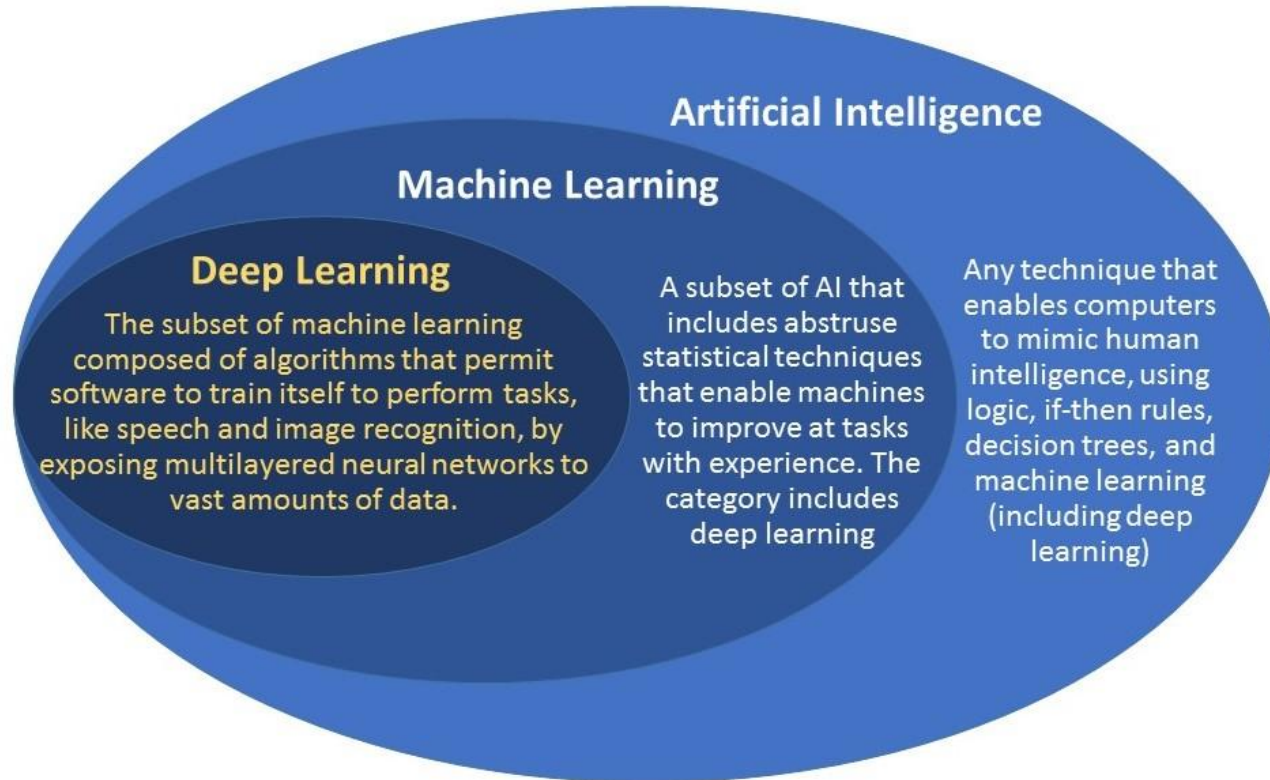 Artificial Intelligence
Machine Learning
Deep Learning
The subset of machine learning
composed of algorithms that permit
software to train itself to perform tasks,
like speech and image recognition, by
exposing multilayered neural networks to
vast amounts of data.
A subset of AI that
includes abstruse
statistical techniques
that enable machines
to improve at tasks
with experience. The
category includes
deep learning
Any technique that
enables computers
to mimic human
intelligence, using
logic, if-then rules,
decision trees, and
machine learning
(including deep
learning)